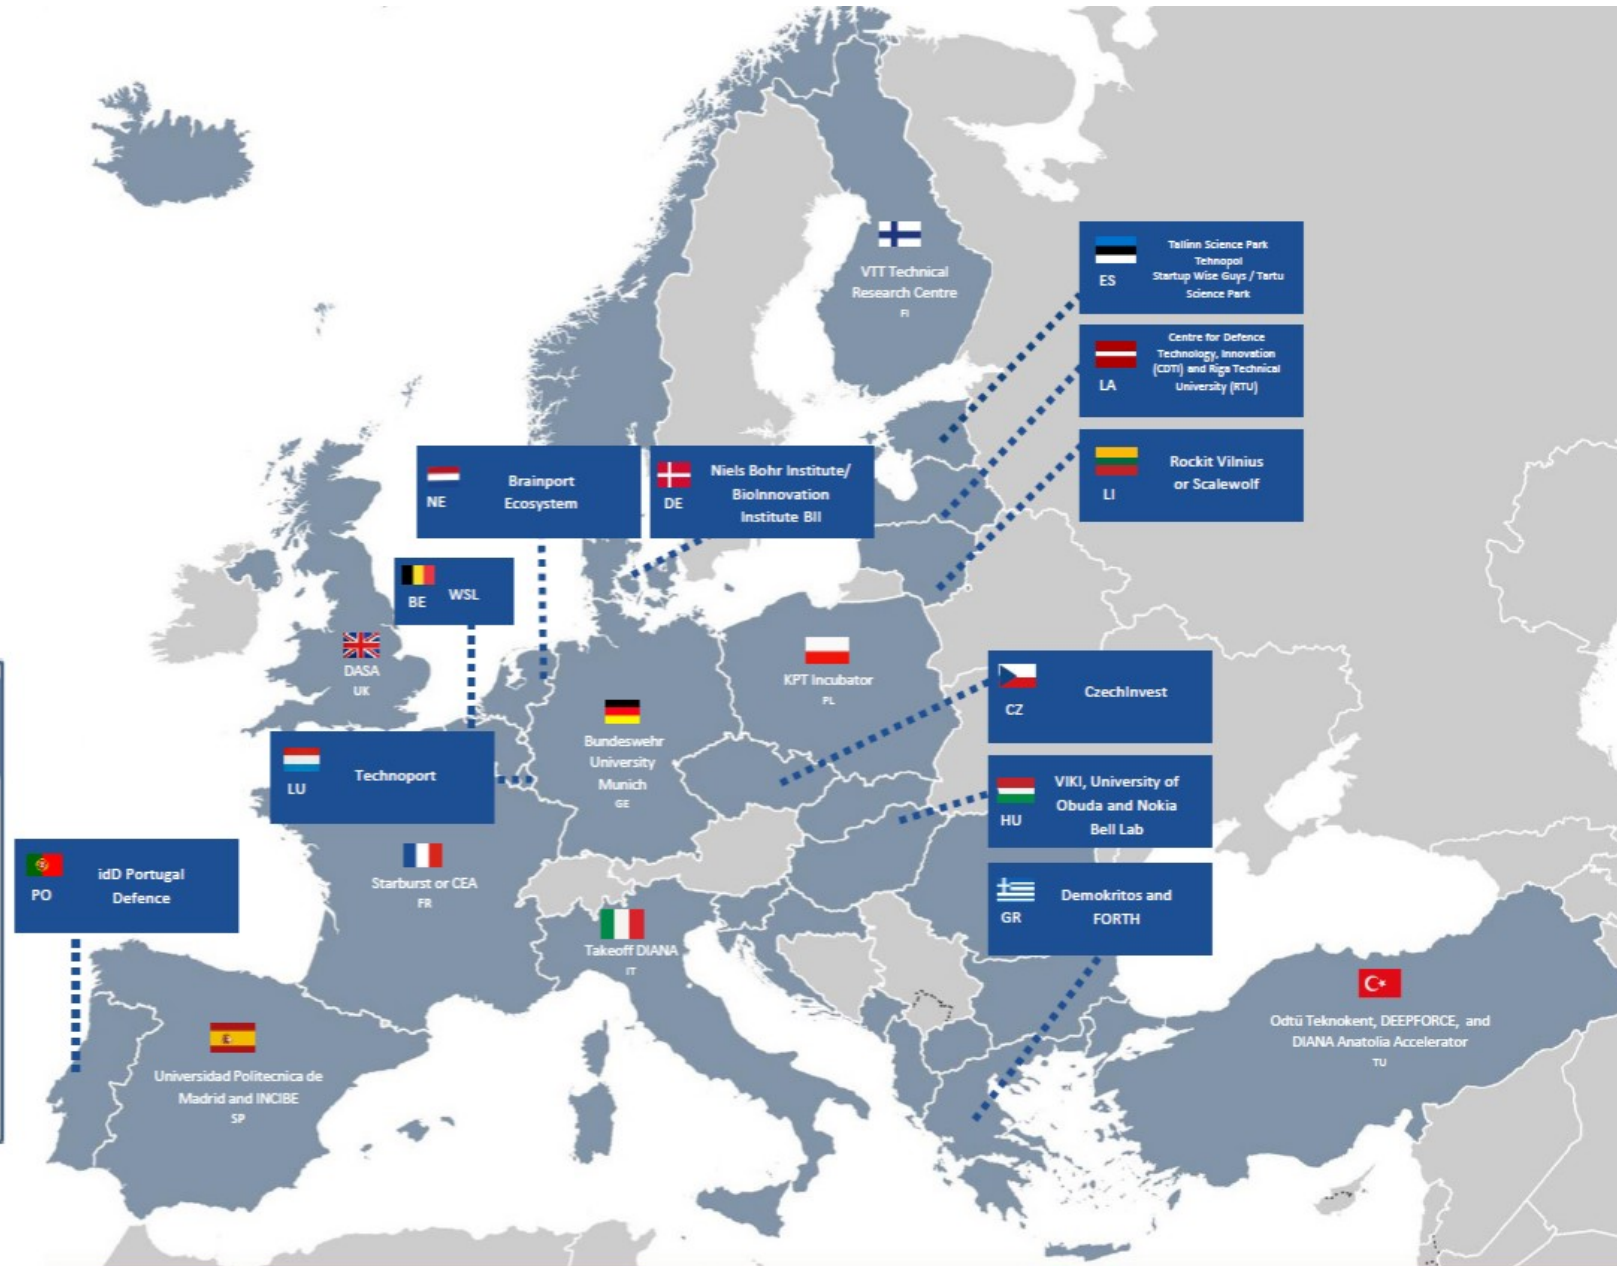 VTT Technical
Research Centre
FI
ES
Tallinn Science Park
Tehnopol
Startup Wise Guys / Tartu
Science Park
LA
Centre for Defence
Technology, Innovation
(CDTI) and Riga Technical
University (RTU)
LI
Rockit Vilnius
or Scalewolf
NE
Brainport
Ecosystem
DE
Niels Bohr Institute/
BioInnovation
Institute BII
BE
WSL
DASA
UK
KPT Incubator
PL
CZ
CzechInvest
Bundeswehr
University
Munich
GE
LU
Technoport
HU
VIKI, University of
Obuda and Nokia
Bell Lab
Starburst or CEA
FR
PO
idD Portugal
Defence
GR
Demokritos and
FORTH
Takeoff DIANA
IT
Odtü Teknokent, DEEPFORCE, and
DIANA Anatolia Accelerator
TU
Universidad Politecnica de
Madrid and INCIBE
SP